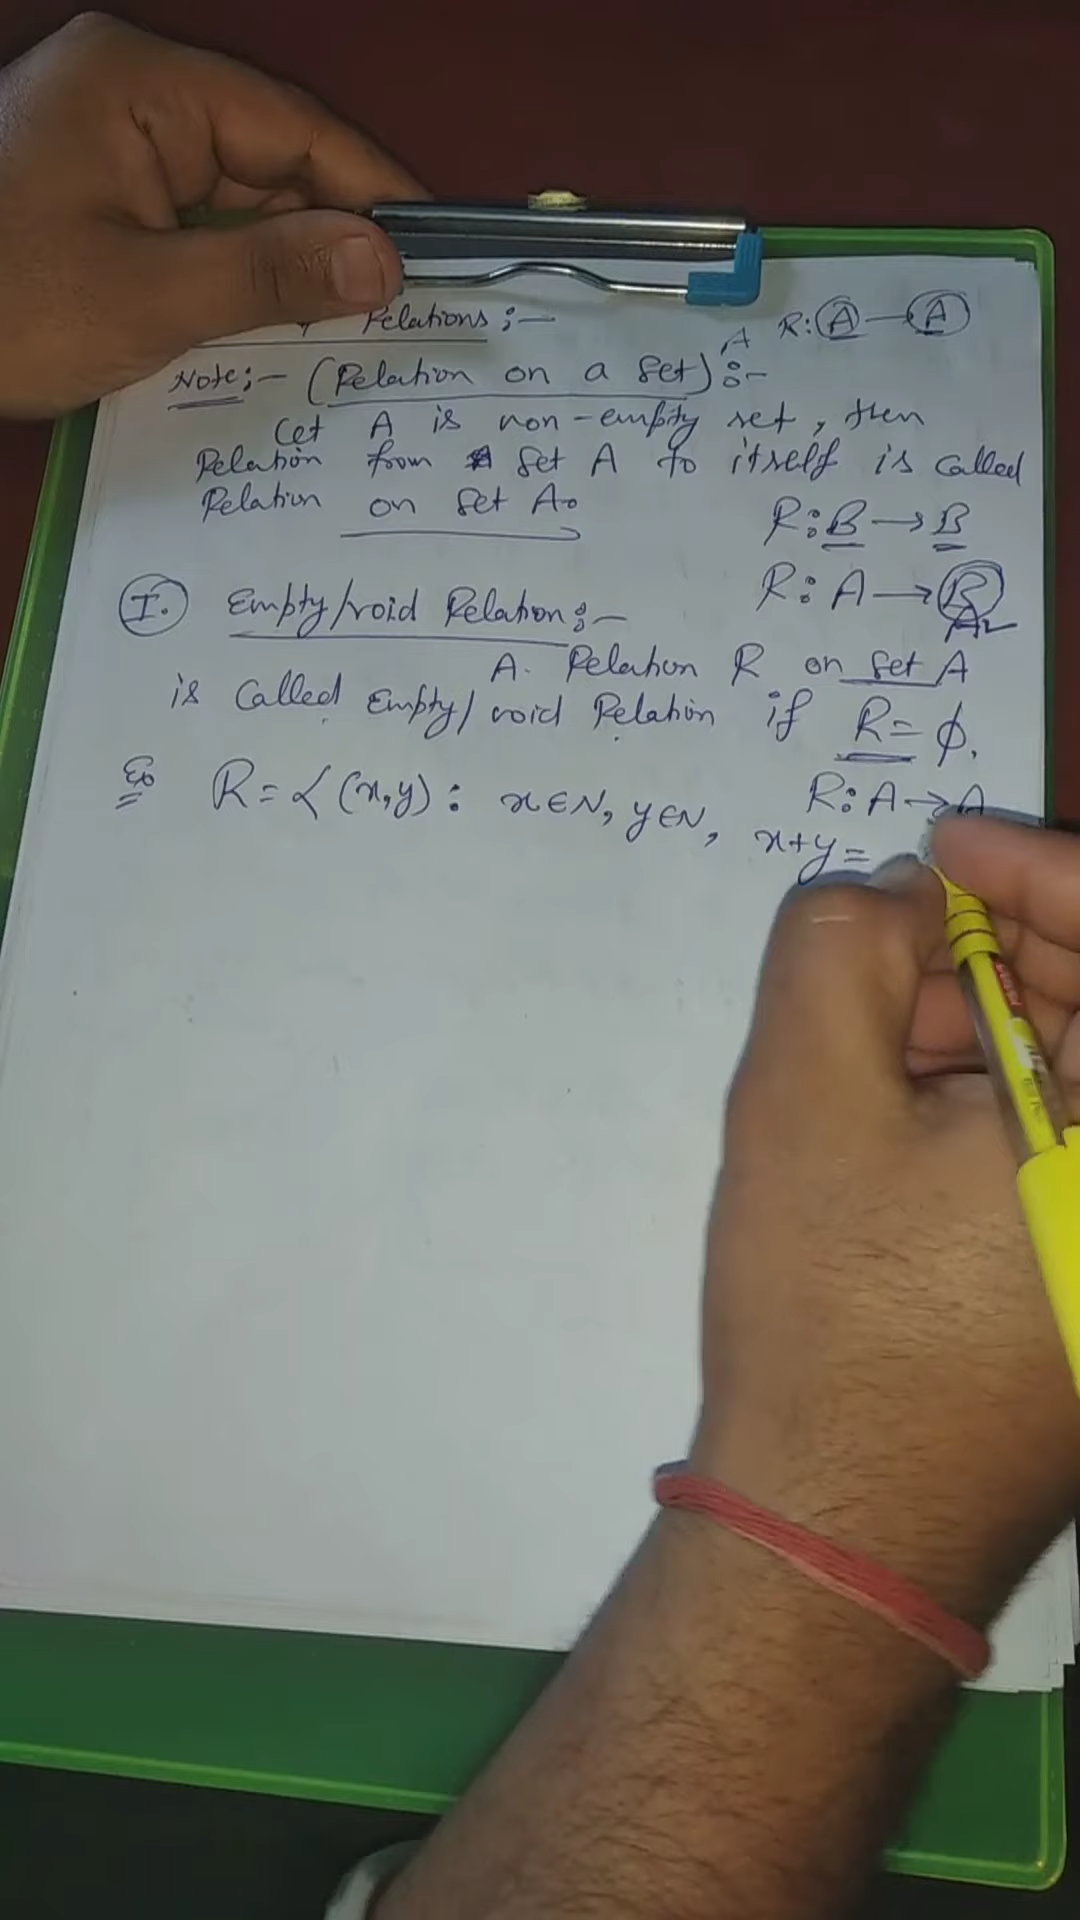 Relations :-
R: A → A
Note :- (Relation on a Set) A :-
Let A is non-empty set, then
Relation from Set A to itself is called
Relation on Set A.
R: B → B
R: A → B
A
I. Empty/void Relation :-
A Relation R on Set A
is called Empty/void Relation if R = ϕ.
R: A → A
Ex R = { (x,y) : x∈N, y∈N, x+y =